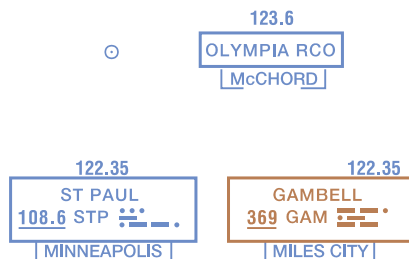 123.6
OLYMPIA RCO
McCHORD
122.35
ST PAUL
108.6 STP
MINNEAPOLIS
122.35
GAMBELL
369 GAM
MILES CITY